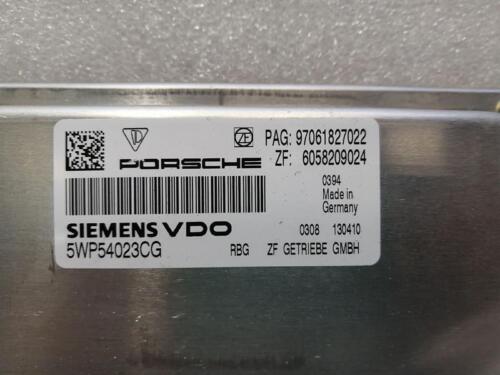 PAG: 97061827022
PORSCHE ZF: 6058209024
0394
Made in
Germany
SIEMENS VDO 0308 130410
5WP54023CG RBG ZF GETRIEBE GMBH